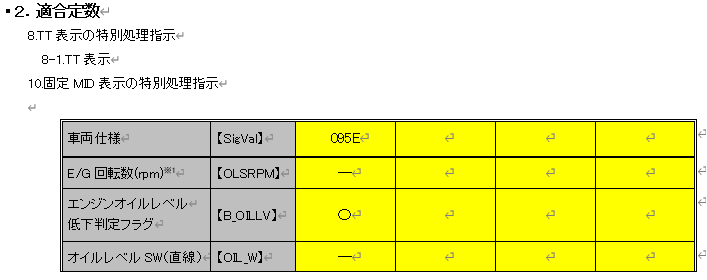 ▪２．適合定数↵
8.TT 表示の特別処理指示↵
8-1.TT 表示↵
10.固定 MID 表示の特別処理指示↵
↵
車両仕様↵ 【SigVal】↵ 095E↵ ↵ ↵ ↵ ↵
E/G 回転数(rpm)※1↵ 【OLSRPM】↵ ―↵ ↵ ↵ ↵ ↵
エンジンオイルレベル
低下判定フラグ↵ 【B_OILLV】↵ ○↵ ↵ ↵ ↵ ↵
オイルレベル SW(直線)↵ 【OIL_W】↵ ―↵ ↵ ↵ ↵ ↵